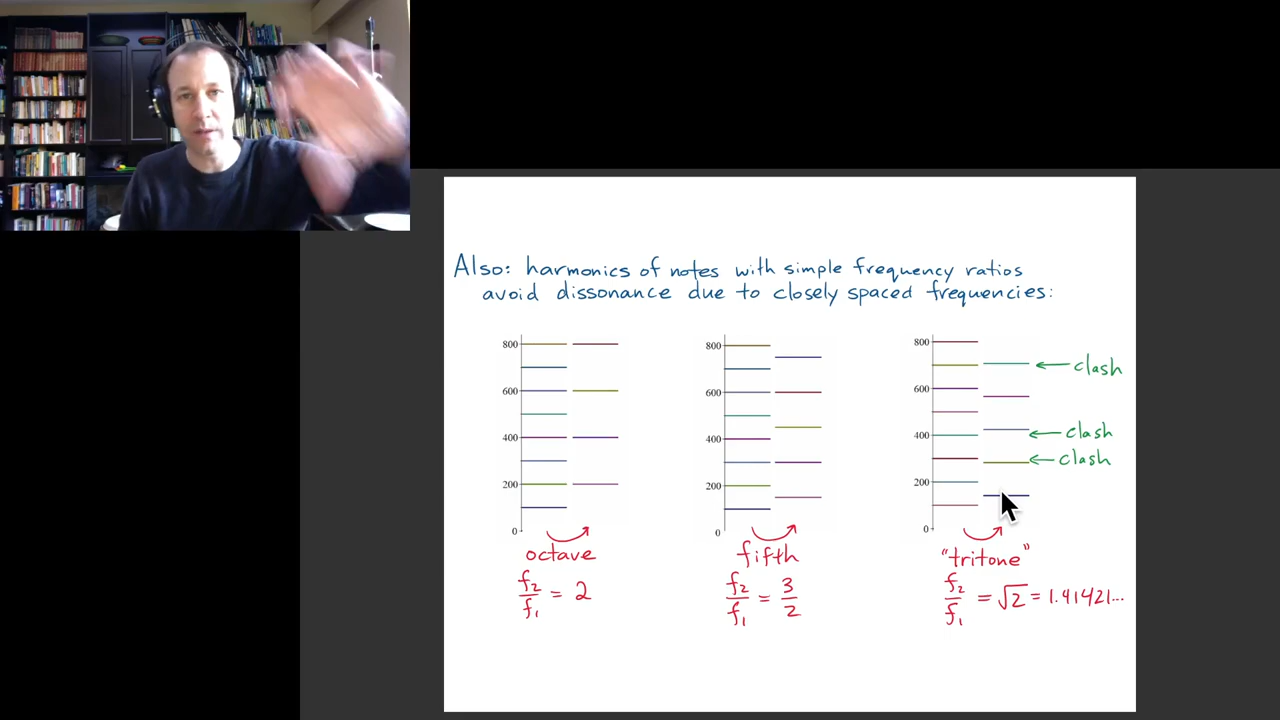 Also: harmonics of notes with simple frequency ratios
avoid dissonance due to closely spaced frequencies:
800
600
400
200
0
octave
f2/f1 = 2
800
600
400
200
0
fifth
f2/f1 = 3/2
800
600
400
200
0
← clash
← clash
← clash
"tritone"
f2/f1 = √2 = 1.41421...